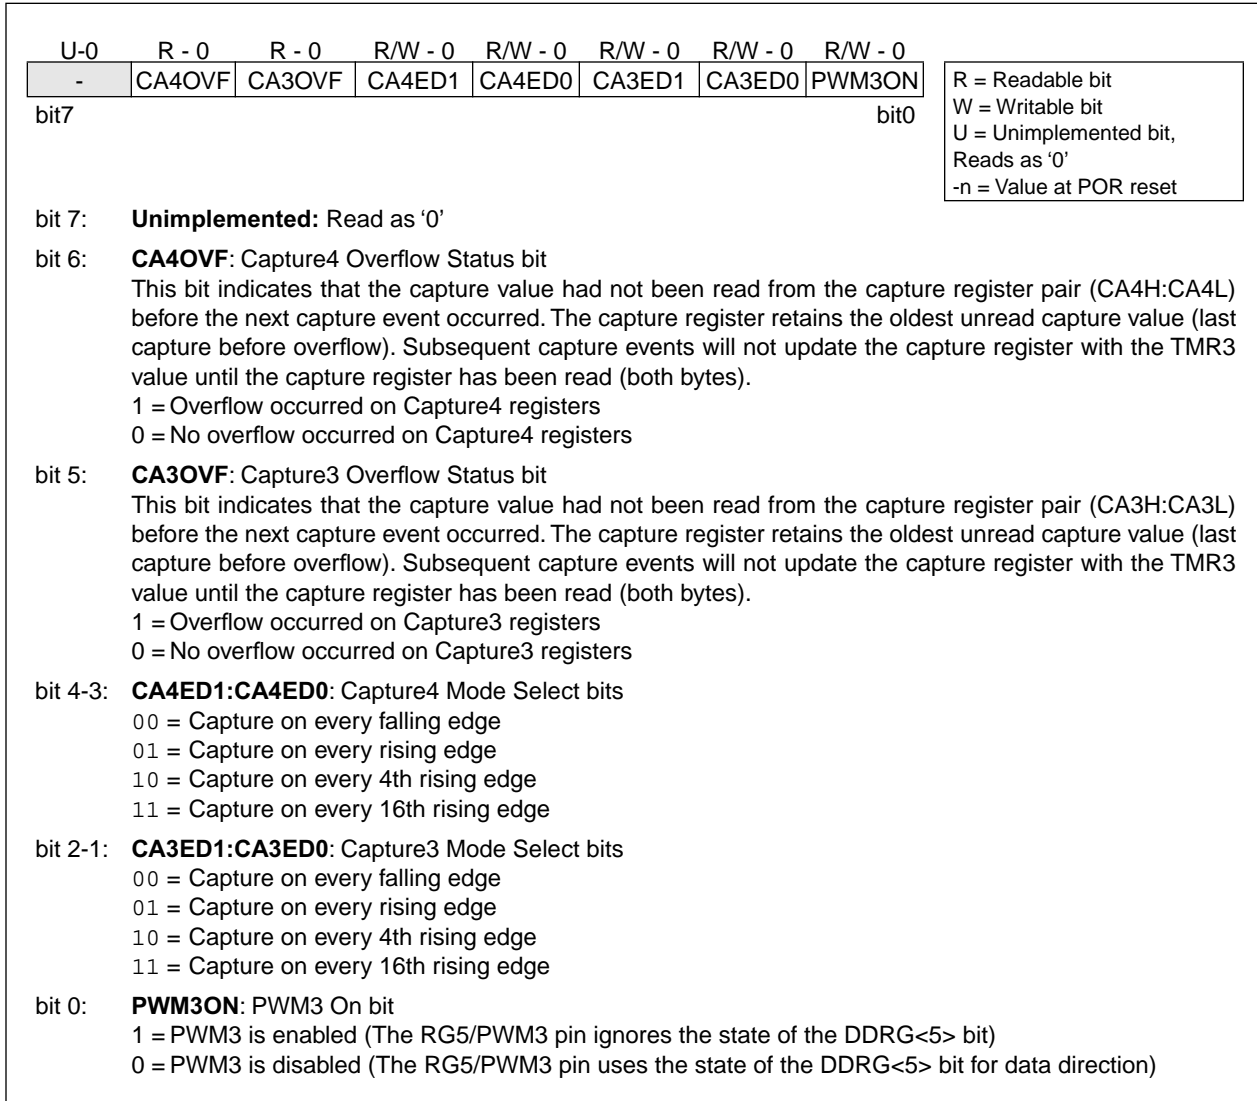 U-0 R - 0 R - 0 R/W - 0 R/W - 0 R/W - 0 R/W - 0 R/W - 0
- CA4OVF CA3OVF CA4ED1 CA4ED0 CA3ED1 CA3ED0 PWM3ON
bit7 bit0
R = Readable bit
W = Writable bit
U = Unimplemented bit,
Reads as ‘0’
-n = Value at POR reset
bit 7: Unimplemented: Read as ‘0’
bit 6: CA4OVF: Capture4 Overflow Status bit
This bit indicates that the capture value had not been read from the capture register pair (CA4H:CA4L)
before the next capture event occurred. The capture register retains the oldest unread capture value (last
capture before overflow). Subsequent capture events will not update the capture register with the TMR3
value until the capture register has been read (both bytes).
1 = Overflow occurred on Capture4 registers
0 = No overflow occurred on Capture4 registers
bit 5: CA3OVF: Capture3 Overflow Status bit
This bit indicates that the capture value had not been read from the capture register pair (CA3H:CA3L)
before the next capture event occurred. The capture register retains the oldest unread capture value (last
capture before overflow). Subsequent capture events will not update the capture register with the TMR3
value until the capture register has been read (both bytes).
1 = Overflow occurred on Capture3 registers
0 = No overflow occurred on Capture3 registers
bit 4-3: CA4ED1:CA4ED0: Capture4 Mode Select bits
00 = Capture on every falling edge
01 = Capture on every rising edge
10 = Capture on every 4th rising edge
11 = Capture on every 16th rising edge
bit 2-1: CA3ED1:CA3ED0: Capture3 Mode Select bits
00 = Capture on every falling edge
01 = Capture on every rising edge
10 = Capture on every 4th rising edge
11 = Capture on every 16th rising edge
bit 0: PWM3ON: PWM3 On bit
1 = PWM3 is enabled (The RG5/PWM3 pin ignores the state of the DDRG<5> bit)
0 = PWM3 is disabled (The RG5/PWM3 pin uses the state of the DDRG<5> bit for data direction)